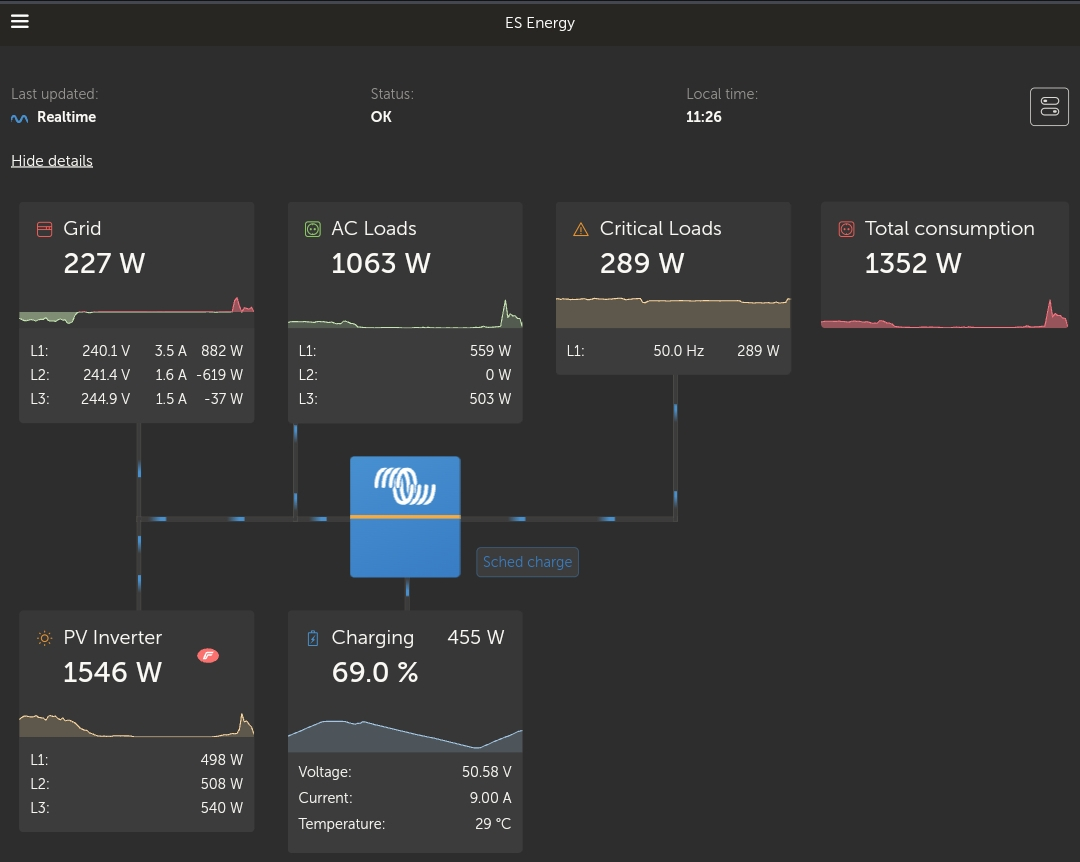 ES Energy
Last updated: Status: Local time:
Realtime OK 11:26
Hide details
Grid
227 W
L1: 240.1 V 3.5 A 882 W
L2: 241.4 V 1.6 A -619 W
L3: 244.9 V 1.5 A -37 W
AC Loads
1063 W
L1: 559 W
L2: 0 W
L3: 503 W
Critical Loads
289 W
L1: 50.0 Hz 289 W
Total consumption
1352 W
Sched charge
PV Inverter
1546 W
L1: 498 W
L2: 508 W
L3: 540 W
Charging 455 W
69.0 %
Voltage: 50.58 V
Current: 9.00 A
Temperature: 29 °C